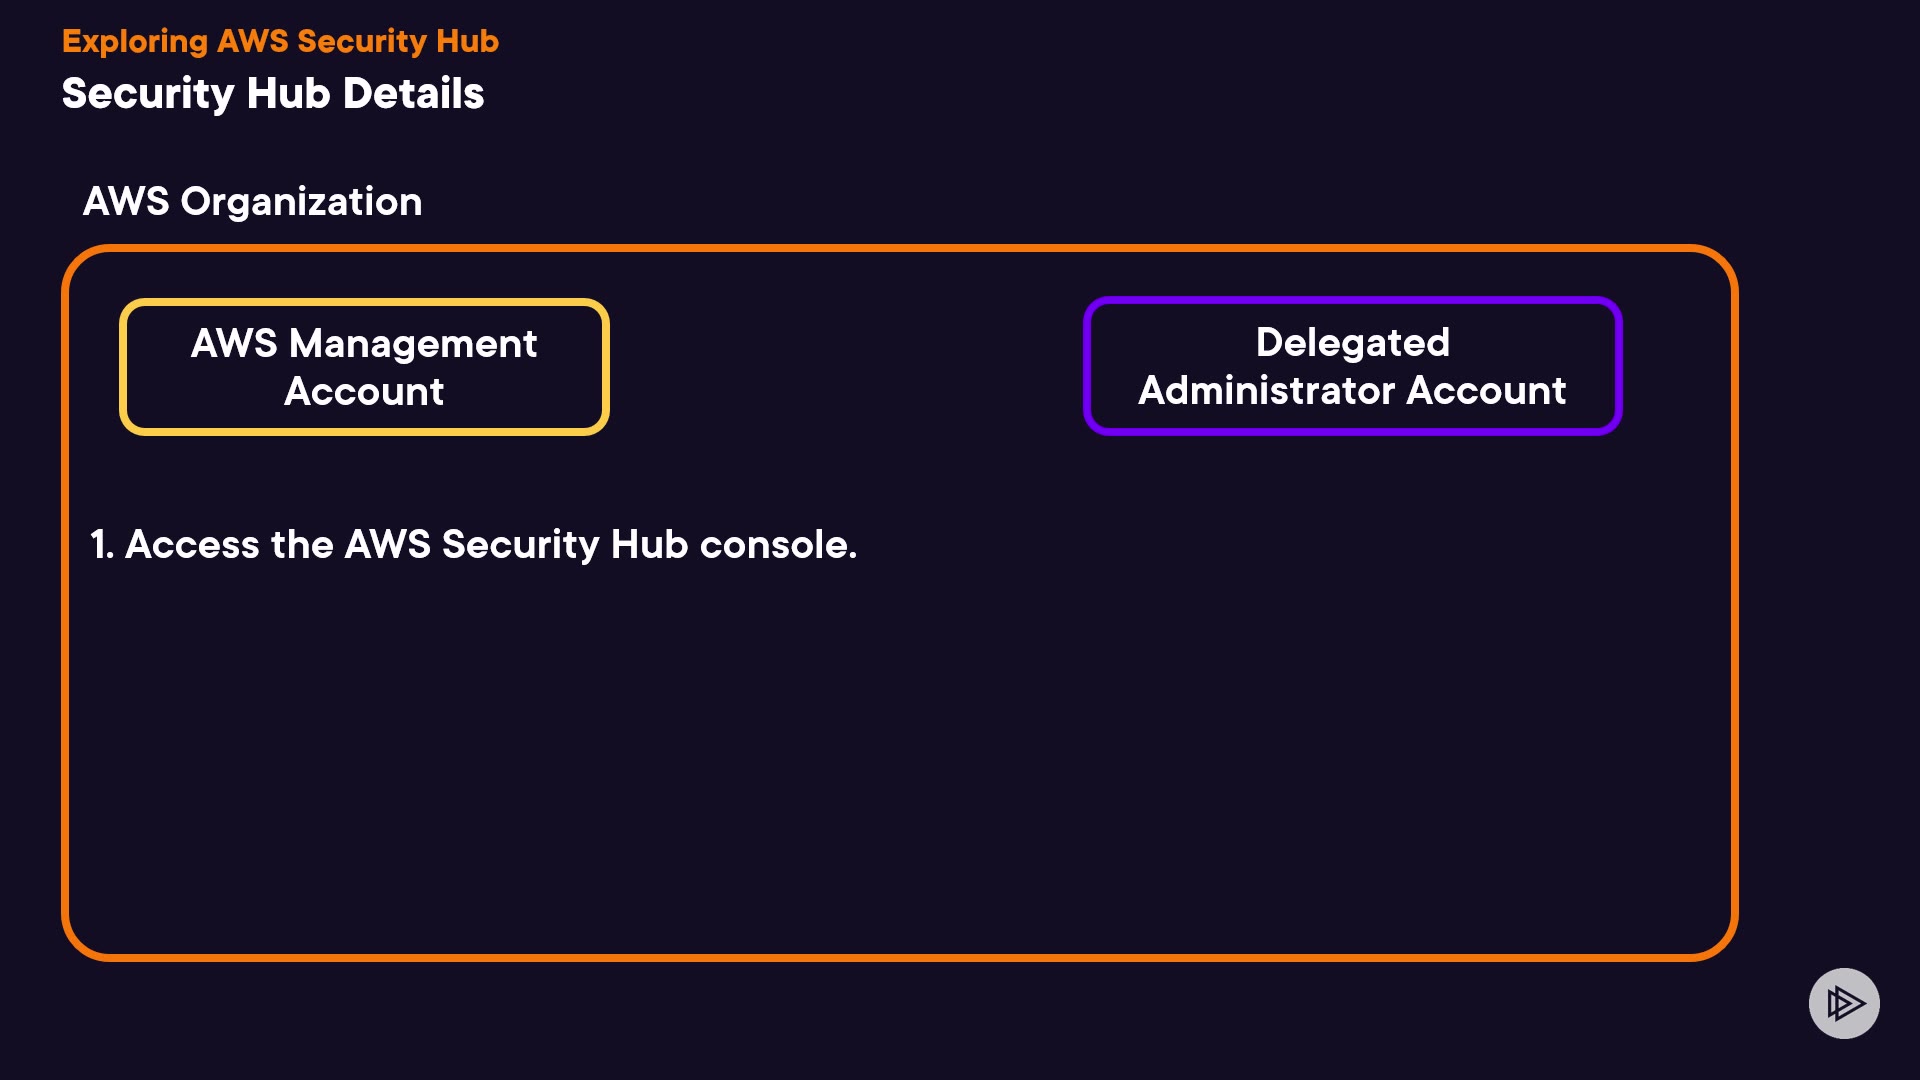 Exploring AWS Security Hub
Security Hub Details
AWS Organization
AWS Management
Account
Delegated
Administrator Account
1. Access the AWS Security Hub console.